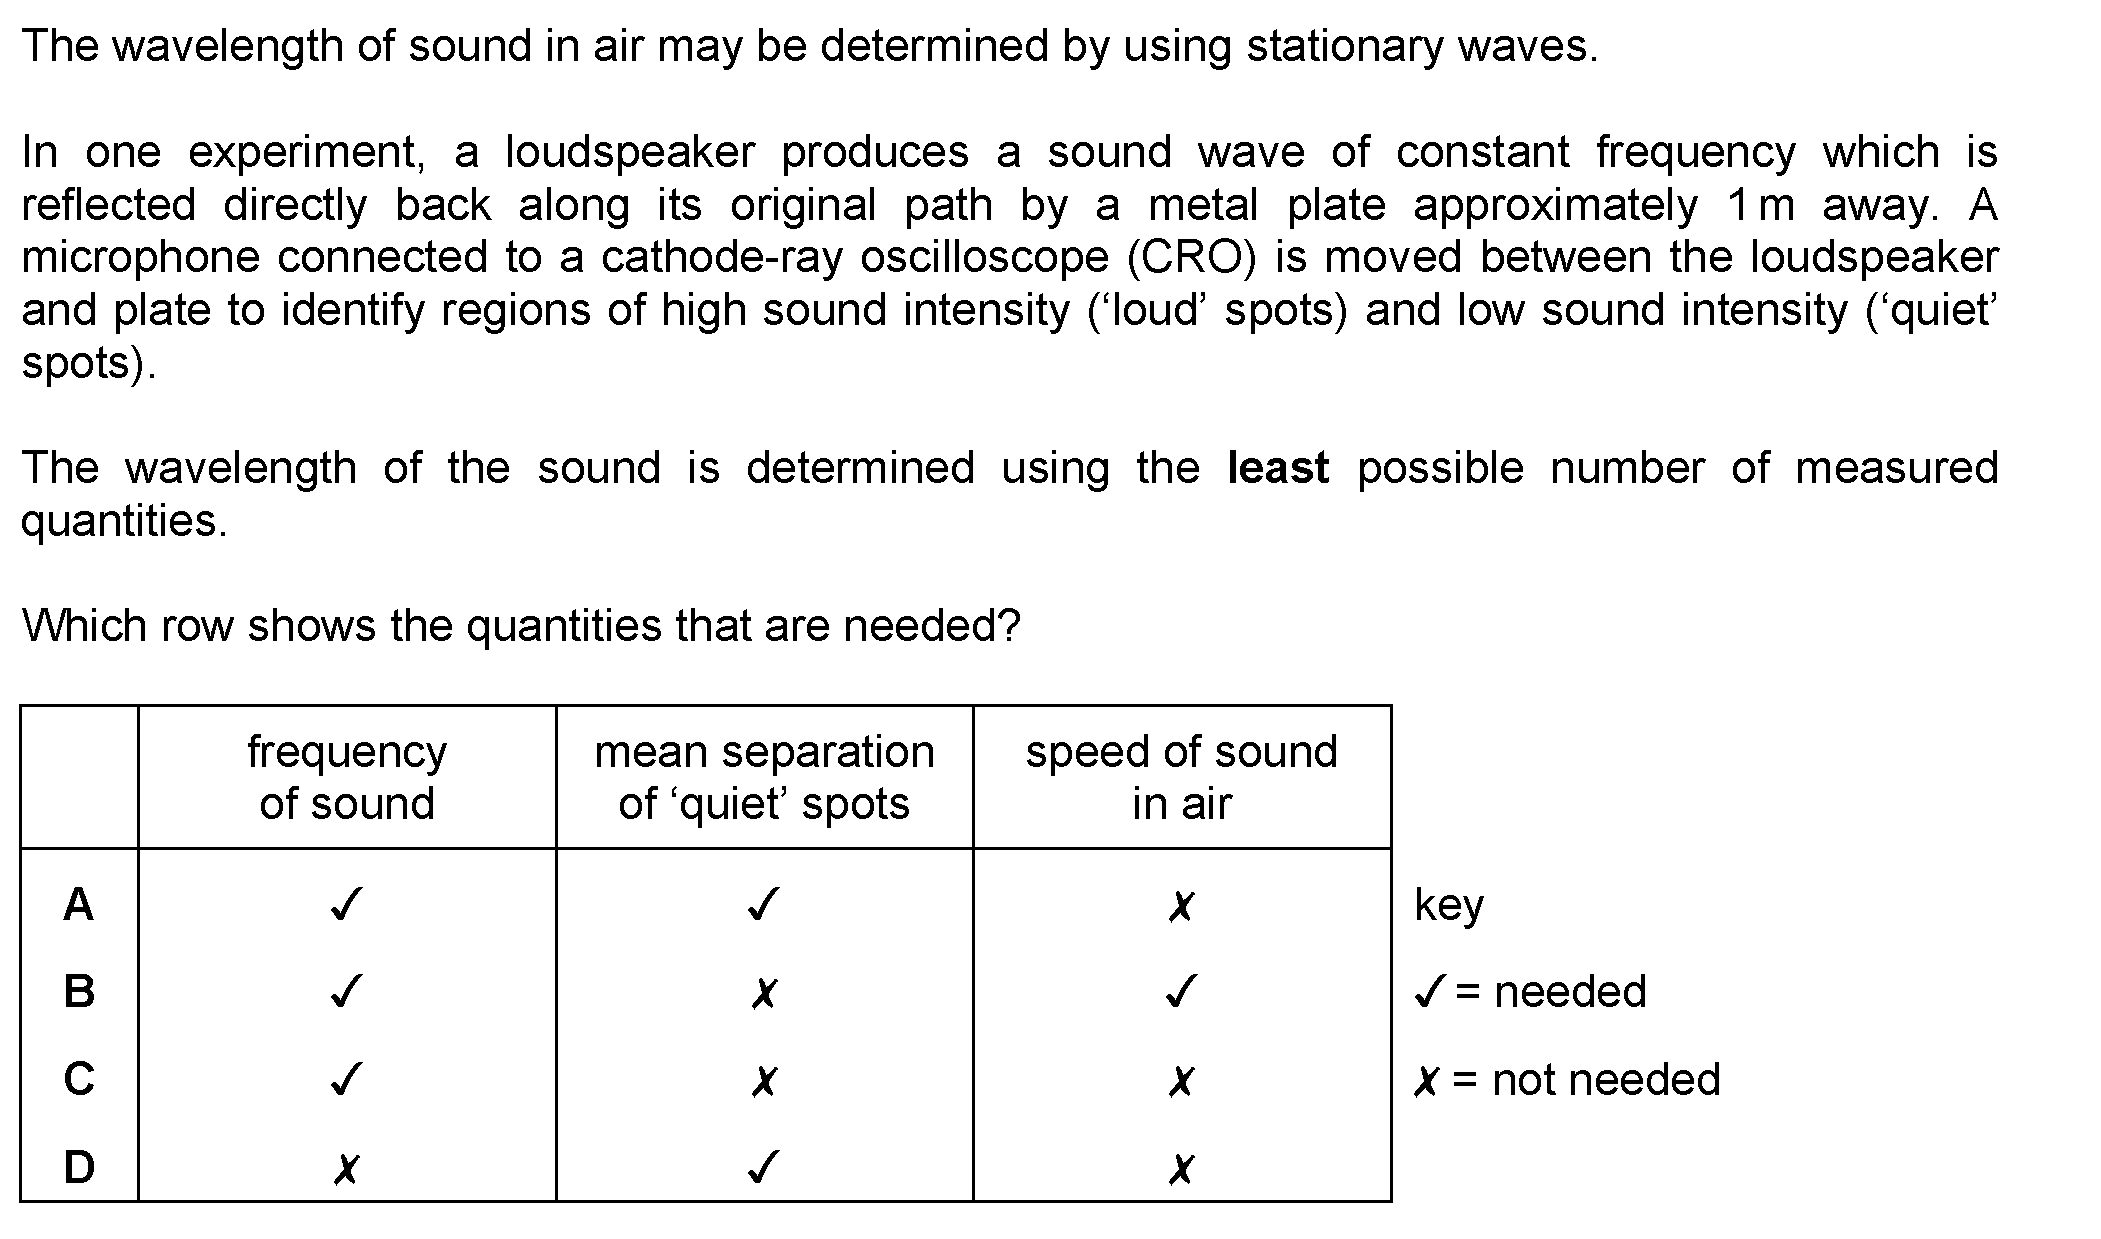 The wavelength of sound in air may be determined by using stationary waves.
In one experiment, a loudspeaker produces a sound wave of constant frequency which is
reflected directly back along its original path by a metal plate approximately 1 m away. A
microphone connected to a cathode-ray oscilloscope (CRO) is moved between the loudspeaker
and plate to identify regions of high sound intensity (‘loud’ spots) and low sound intensity (‘quiet’
spots).
The wavelength of the sound is determined using the least possible number of measured
quantities.
Which row shows the quantities that are needed?
frequency mean separation speed of sound
of sound of ‘quiet’ spots in air
A ✓ ✓ ✗ key
B ✓ ✗ ✓ ✓ = needed
C ✓ ✗ ✗ ✗ = not needed
D ✗ ✓ ✗